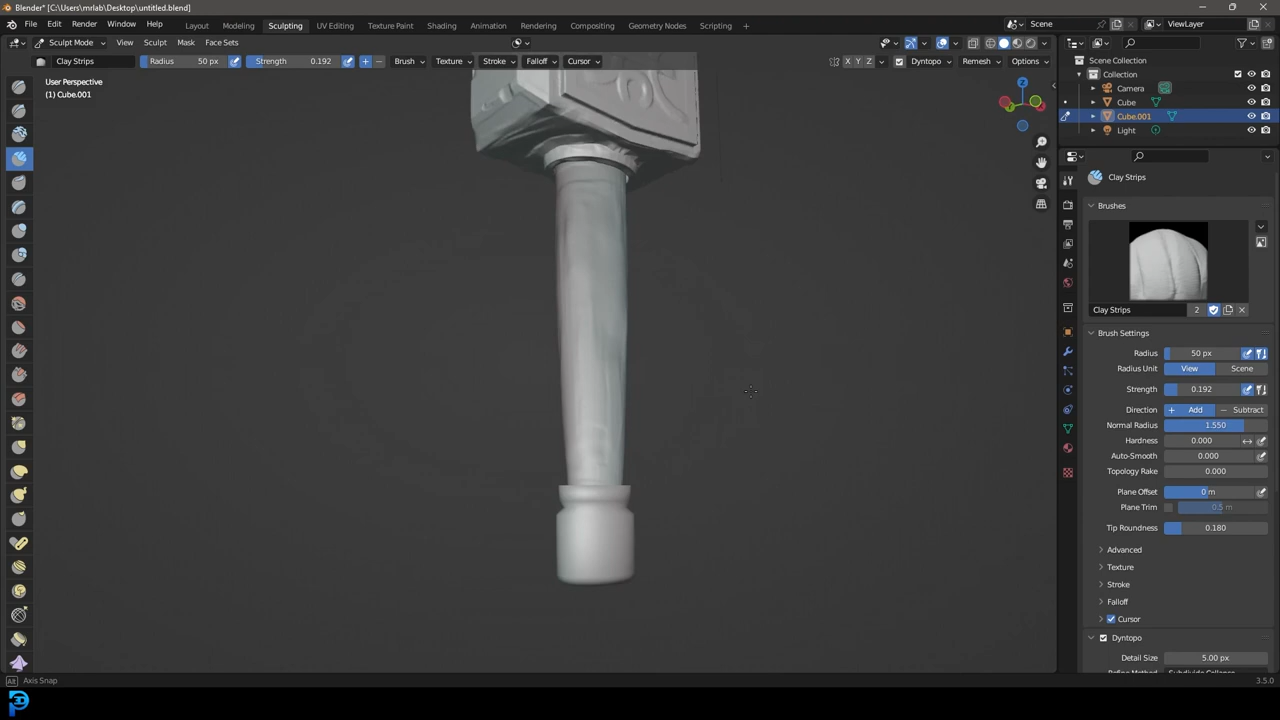 Blender* [C:\Users\mrlab\Desktop\untitled.blend]
File Edit Render Window Help Layout Modeling Sculpting UV Editing Texture Paint Shading Animation Rendering Compositing Geometry Nodes Scripting + Scene ViewLayer
Sculpt Mode View Sculpt Mask Face Sets
Clay Strips Radius 50 px Strength 0.192 + − Brush Texture Stroke Falloff Cursor X Y Z Dyntopo Remesh Options
User Perspective
(1) Cube.001
Z
Scene Collection
Collection
Camera
Cube
Cube.001
Light
Clay Strips
Brushes
Clay Strips 2
Brush Settings
Radius 50 px
Radius Unit View Scene
Strength 0.192
Direction + Add − Subtract
Normal Radius 1.550
Hardness 0.000
Auto-Smooth 0.000
Topology Rake 0.000
Plane Offset 0 m
Plane Trim 0.5 m
Tip Roundness 0.180
Advanced
Texture
Stroke
Falloff
Cursor
Dyntopo
Detail Size 5.00 px
Refine Method Subdivide Collapse
Alt Axis Snap 3.5.0